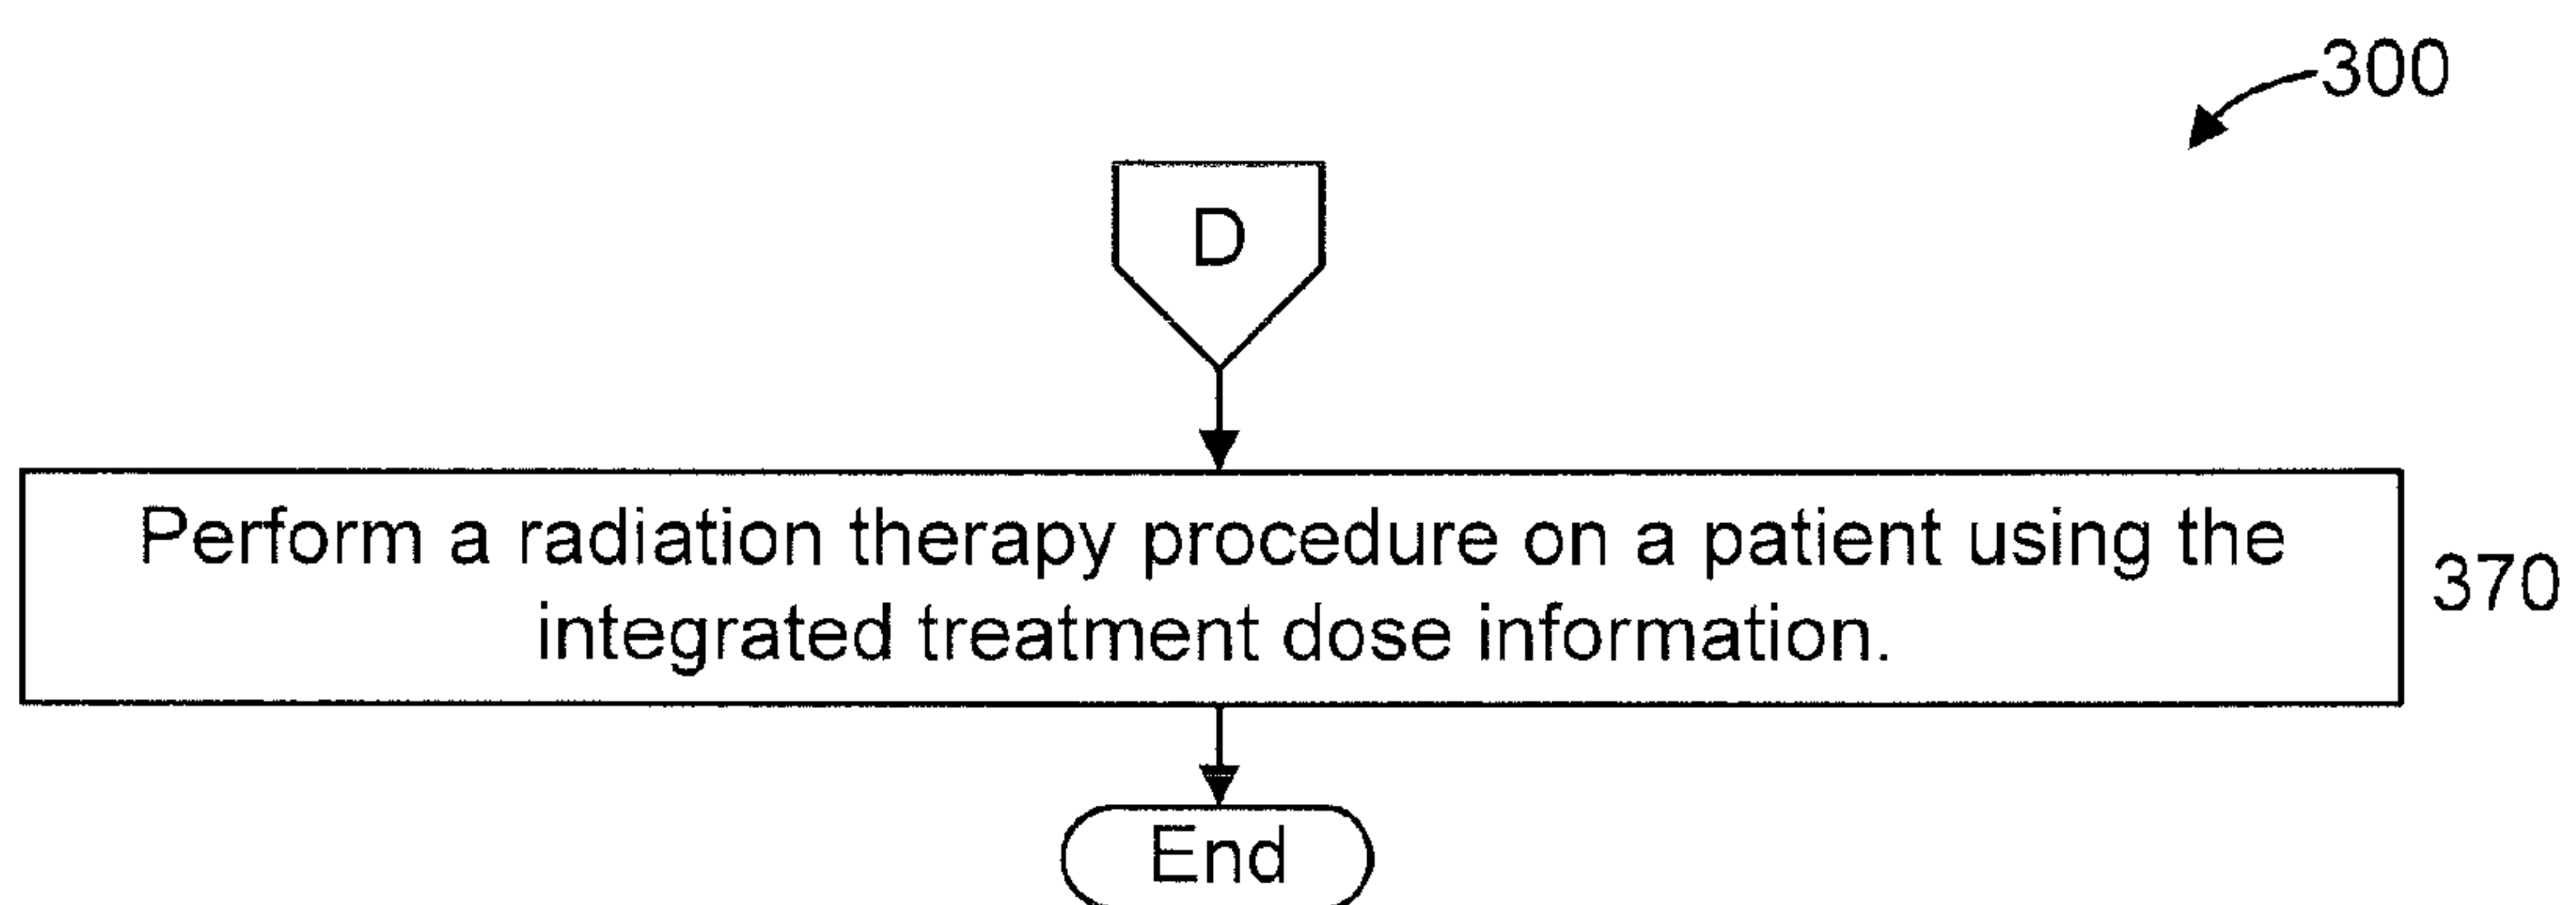 300
D
Perform a radiation therapy procedure on a patient using the
integrated treatment dose information.
370
End